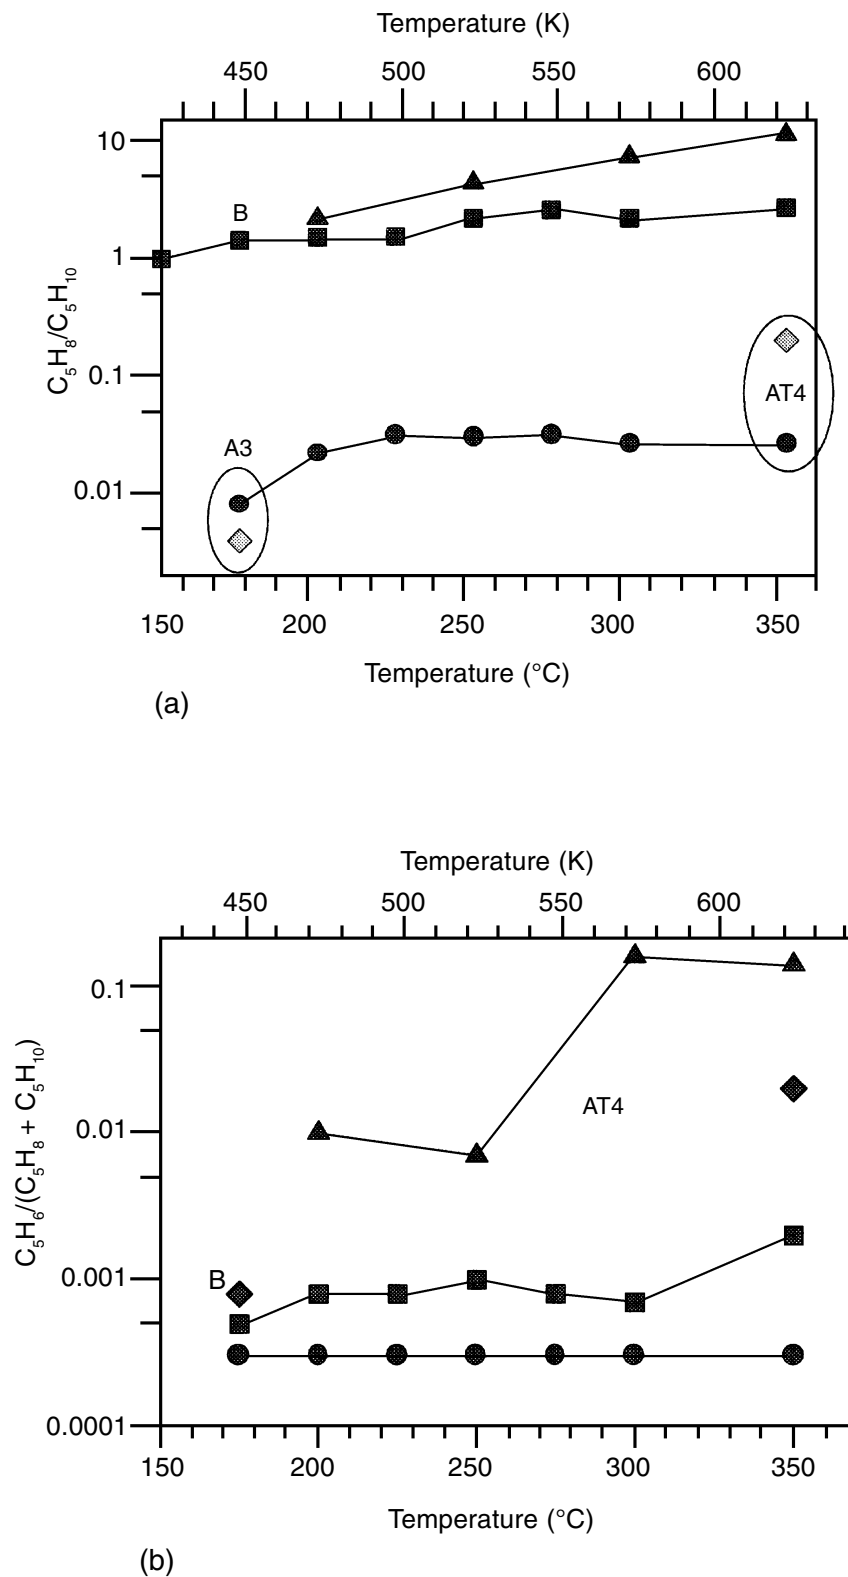 Temperature (K)
450 500 550 600
10
B
1
C₅H₈/C₅H₁₀
0.1
AT4
A3
0.01
150 200 250 300 350
Temperature (°C)
(a)
Temperature (K)
450 500 550 600
0.1
C₅H₆/(C₅H₈ + C₅H₁₀)
AT4
0.01
B
0.001
0.0001
150 200 250 300 350
Temperature (°C)
(b)